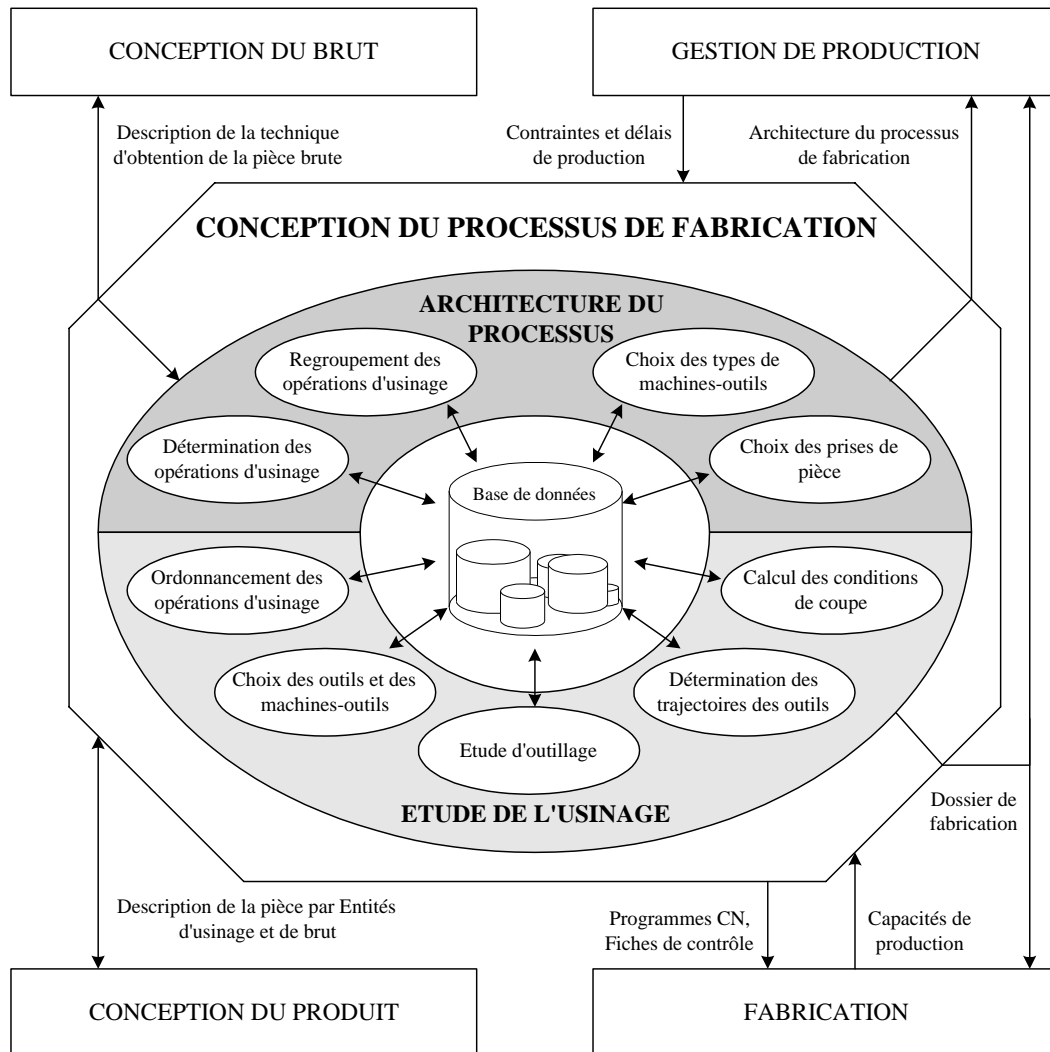 CONCEPTION DU BRUT
GESTION DE PRODUCTION
Description de la technique
d'obtention de la pièce brute
Contraintes et délais
de production
Architecture du processus
de fabrication
CONCEPTION DU PROCESSUS DE FABRICATION
ARCHITECTURE DU
PROCESSUS
Regroupement des
opérations d'usinage
Choix des types de
machines-outils
Détermination des
opérations d'usinage
Choix des prises de
pièce
Base de données
Ordonnancement des
opérations d'usinage
Calcul des conditions
de coupe
Choix des outils et des
machines-outils
Détermination des
trajectoires des outils
Etude d'outillage
ETUDE DE L'USINAGE
Dossier de
fabrication
Description de la pièce par Entités
d'usinage et de brut
Programmes CN,
Fiches de contrôle
Capacités de
production
CONCEPTION DU PRODUIT
FABRICATION